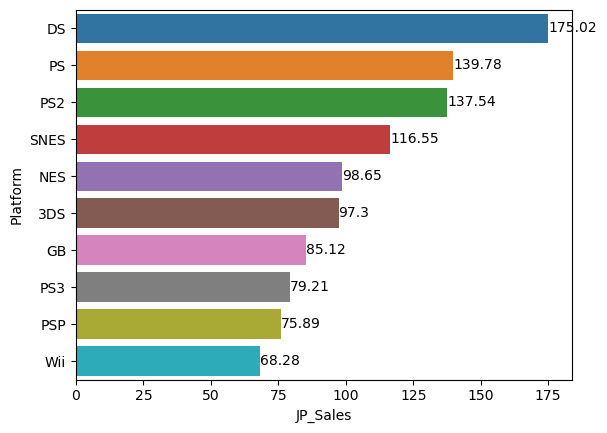 DS 175.02
PS 139.78
PS2 137.54
SNES 116.55
NES 98.65
3DS 97.3
GB 85.12
PS3 79.21
PSP 75.89
Wii 68.28
Platform
0 25 50 75 100 125 150 175
JP_Sales